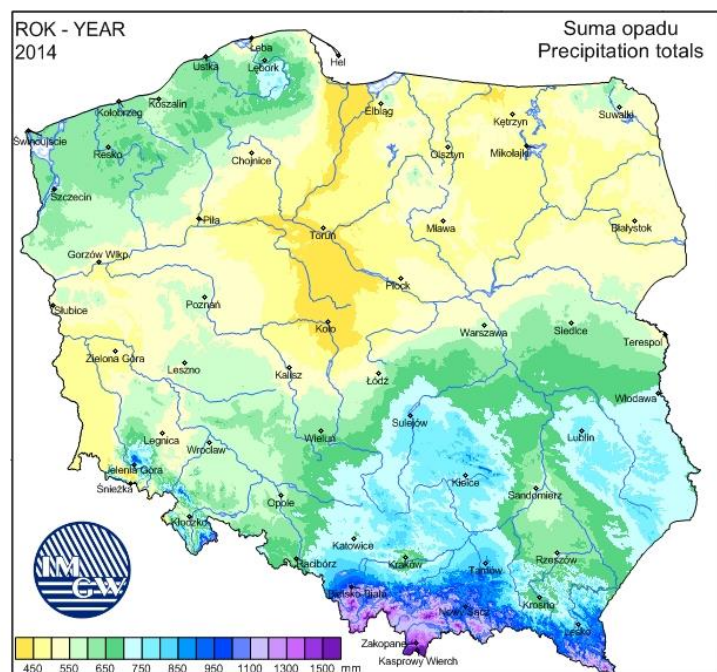 ROK - YEAR
2014
Suma opadu
Precipitation totals
Łeba
Hel
Ustka
Lębork
Koszalin
Kołobrzeg
Elbląg
Kętrzyn
Suwałki
Świnoujście
Resko
Chojnice
Olsztyn
Mikołajki
Szczecin
Piła
Toruń
Mława
Białystok
Gorzów Wlkp.
Płock
Słubice
Poznań
Koło
Warszawa
Siedlce
Terespol
Zielona Góra
Leszno
Kalisz
Łódź
Włodawa
Sulejów
Legnica
Wrocław
Wieluń
Lublin
Jelenia Góra
Śnieżka
Kielce
Opole
Sandomierz
Kłodzko
Katowice
Racibórz
Kraków
Tarnów
Rzeszów
Bielsko Biała
Nowy Sącz
Krosno
Lesko
Zakopane
Kasprowy Wierch
IM
GW
450 550 650 750 850 950 1100 1300 1500 mm